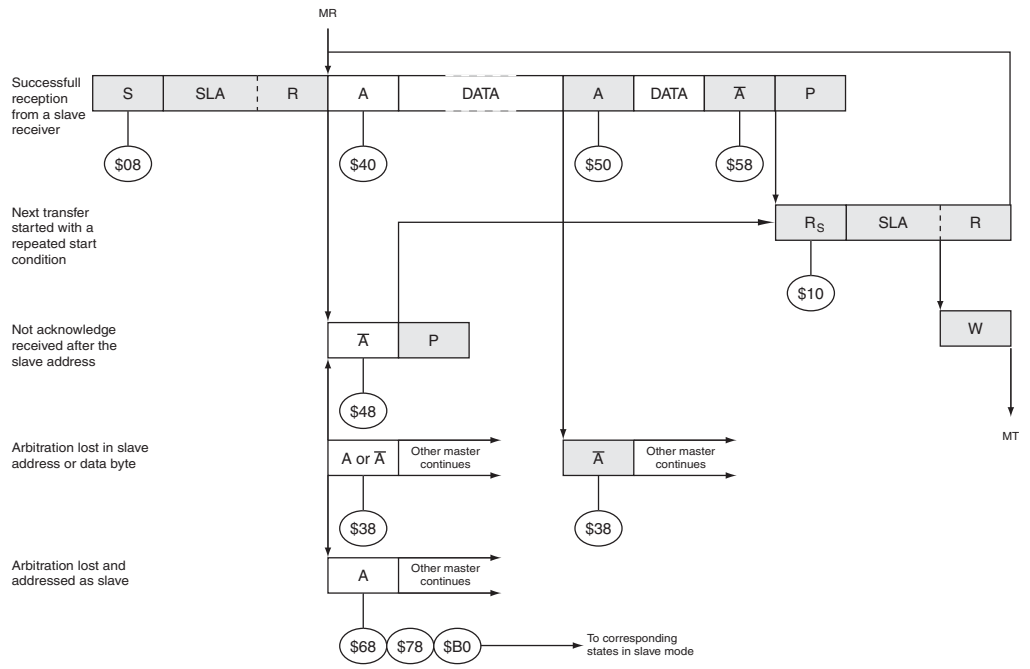 MR
Successfull
reception
from a slave
receiver
S SLA R A DATA A DATA A̅ P
$08 $40 $50 $58
Next transfer
started with a
repeated start
condition
RS SLA R
$10
Not acknowledge
received after the
slave address
A̅ P
W
$48
MT
Arbitration lost in slave
address or data byte
A or A̅ Other master
continues
A̅ Other master
continues
$38 $38
Arbitration lost and
addressed as slave
A Other master
continues
$68 $78 $B0 To corresponding
states in slave mode